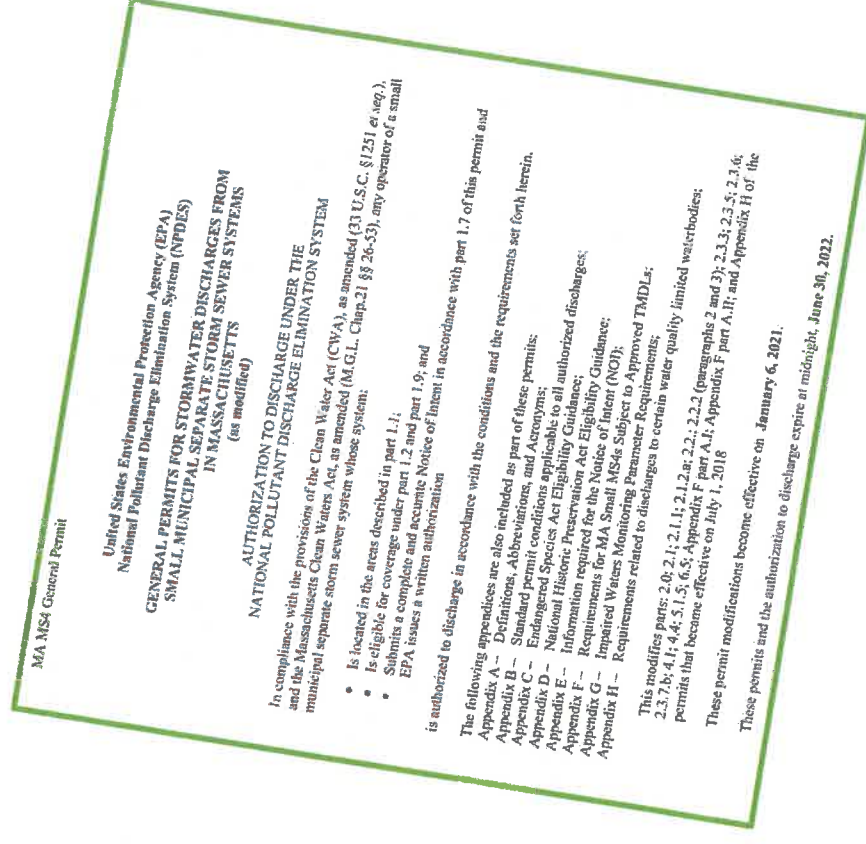 MA MS4 General Permit
United States Environmental Protection Agency (EPA)
National Pollutant Discharge Elimination System (NPDES)
GENERAL PERMITS FOR STORMWATER DISCHARGES FROM
SMALL MUNICIPAL SEPARATE STORM SEWER SYSTEMS
IN MASSACHUSETTS
(as modified)
AUTHORIZATION TO DISCHARGE UNDER THE
NATIONAL POLLUTANT DISCHARGE ELIMINATION SYSTEM
In compliance with the provisions of the Clean Water Act (CWA), as amended (33 U.S.C. §1251 et seq.),
and the Massachusetts Clean Waters Act, as amended (M.G.L. Chap.21 §§ 26-53), any operator of a small
municipal separate storm sewer system whose system:
• Is located in the areas described in part 1.1;
• Is eligible for coverage under part 1.2 and part 1.9; and
• Submits a complete and accurate Notice of Intent in accordance with part 1.7 of this permit and
EPA issues a written authorization
is authorized to discharge in accordance with the conditions and the requirements set forth herein.
The following appendices are also included as part of these permits:
Appendix A – Definitions, Abbreviations, and Acronyms;
Appendix B – Standard permit conditions applicable to all authorized discharges;
Appendix C – Endangered Species Act Eligibility Guidance;
Appendix D – National Historic Preservation Act Eligibility Guidance;
Appendix E – Information required for the Notice of Intent (NOI);
Appendix F – Requirements for MA Small MS4s Subject to Approved TMDLs;
Appendix G – Impaired Waters Monitoring Parameter Requirements;
Appendix H – Requirements related to discharges to certain water quality limited waterbodies;
This modifies parts: 2.0; 2.1; 2.1.1; 2.1.2.a; 2.2.; 2.2.2 (paragraphs 2 and 3); 2.3.3; 2.3.5; 2.3.6;
2.3.7.b; 4.1; 4.4; 5.1.5; 6.5; Appendix F part A.I; Appendix F part A.II; and Appendix H of the
permits that became effective on July 1, 2018
These permit modifications become effective on January 6, 2021.
These permits and the authorization to discharge expire at midnight, June 30, 2022.